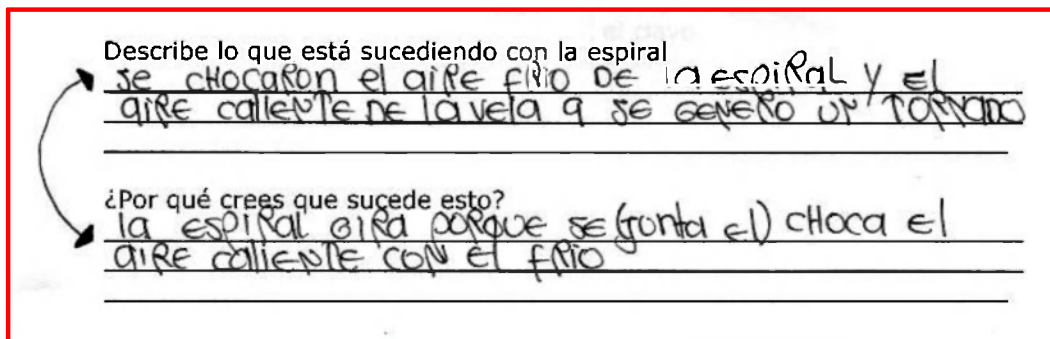 Describe lo que está sucediendo con la espiral
se cHocaRon el aiRe fRio De la espiRal y el
aiRe calieNte De la vela q se GeNeRo uN ToRNaDo
¿Por qué crees que sucede esto?
la espiRal giRa poRque se (jonta el) cHoca el
aiRe calieNte coN el fRio